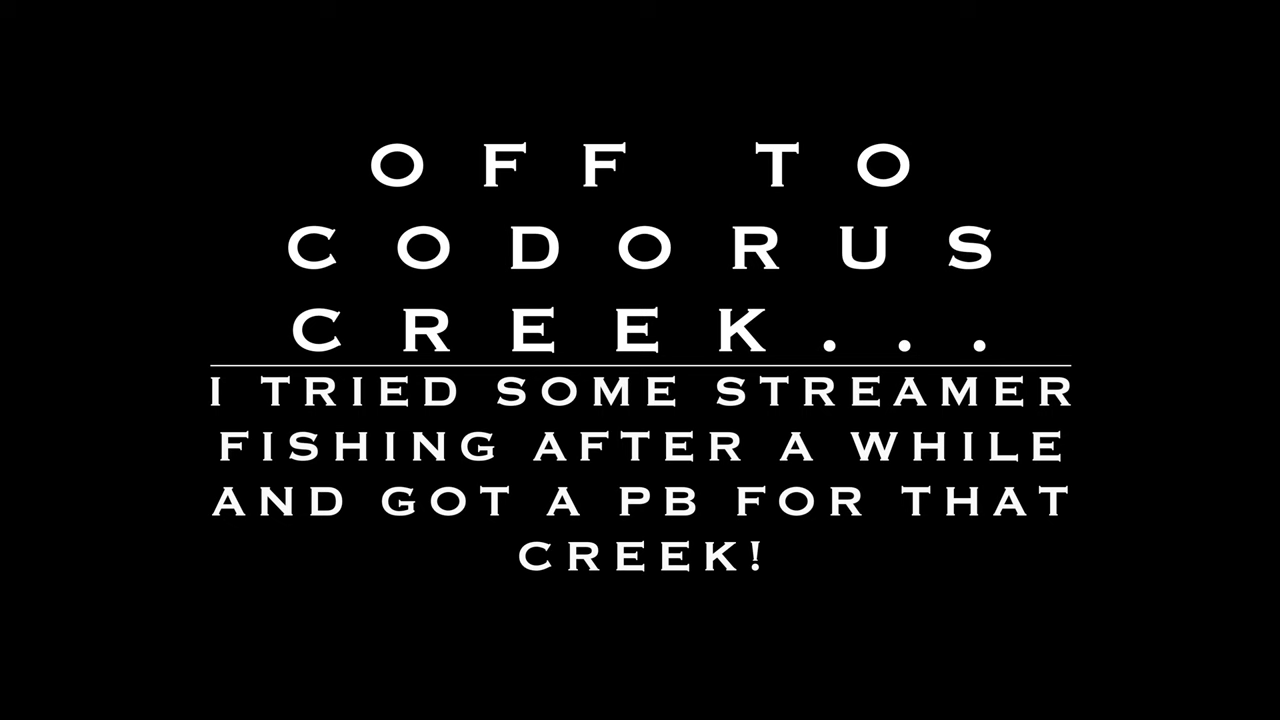 OFF TO
CODORUS
CREEK...
I TRIED SOME STREAMER
FISHING AFTER A WHILE
AND GOT A PB FOR THAT
CREEK!